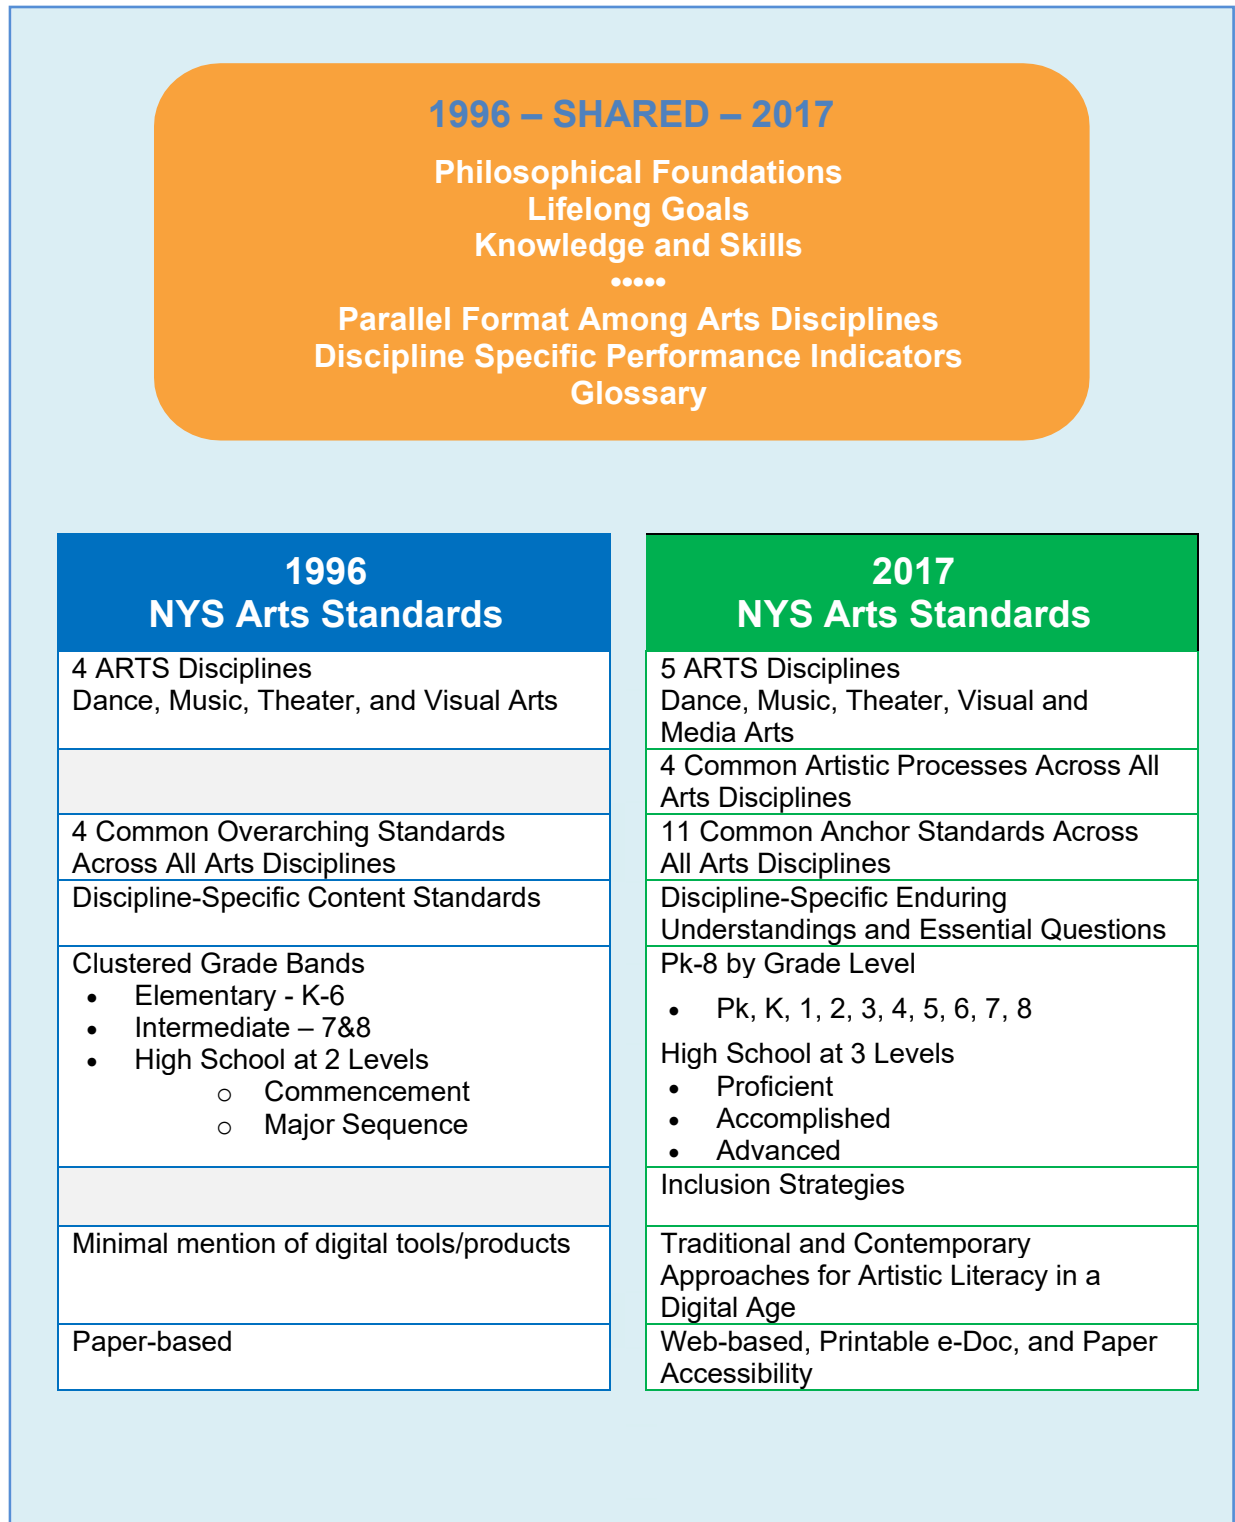 1996 – SHARED – 2017
Philosophical Foundations
Lifelong Goals
Knowledge and Skills
•••••
Parallel Format Among Arts Disciplines
Discipline Specific Performance Indicators
Glossary
1996
NYS Arts Standards
4 ARTS Disciplines
Dance, Music, Theater, and Visual Arts
4 Common Overarching Standards
Across All Arts Disciplines
Discipline-Specific Content Standards
Clustered Grade Bands
• Elementary - K-6
• Intermediate – 7&8
• High School at 2 Levels
o Commencement
o Major Sequence
Minimal mention of digital tools/products
Paper-based
2017
NYS Arts Standards
5 ARTS Disciplines
Dance, Music, Theater, Visual and
Media Arts
4 Common Artistic Processes Across All
Arts Disciplines
11 Common Anchor Standards Across
All Arts Disciplines
Discipline-Specific Enduring
Understandings and Essential Questions
Pk-8 by Grade Level
• Pk, K, 1, 2, 3, 4, 5, 6, 7, 8
High School at 3 Levels
• Proficient
• Accomplished
• Advanced
Inclusion Strategies
Traditional and Contemporary
Approaches for Artistic Literacy in a
Digital Age
Web-based, Printable e-Doc, and Paper
Accessibility